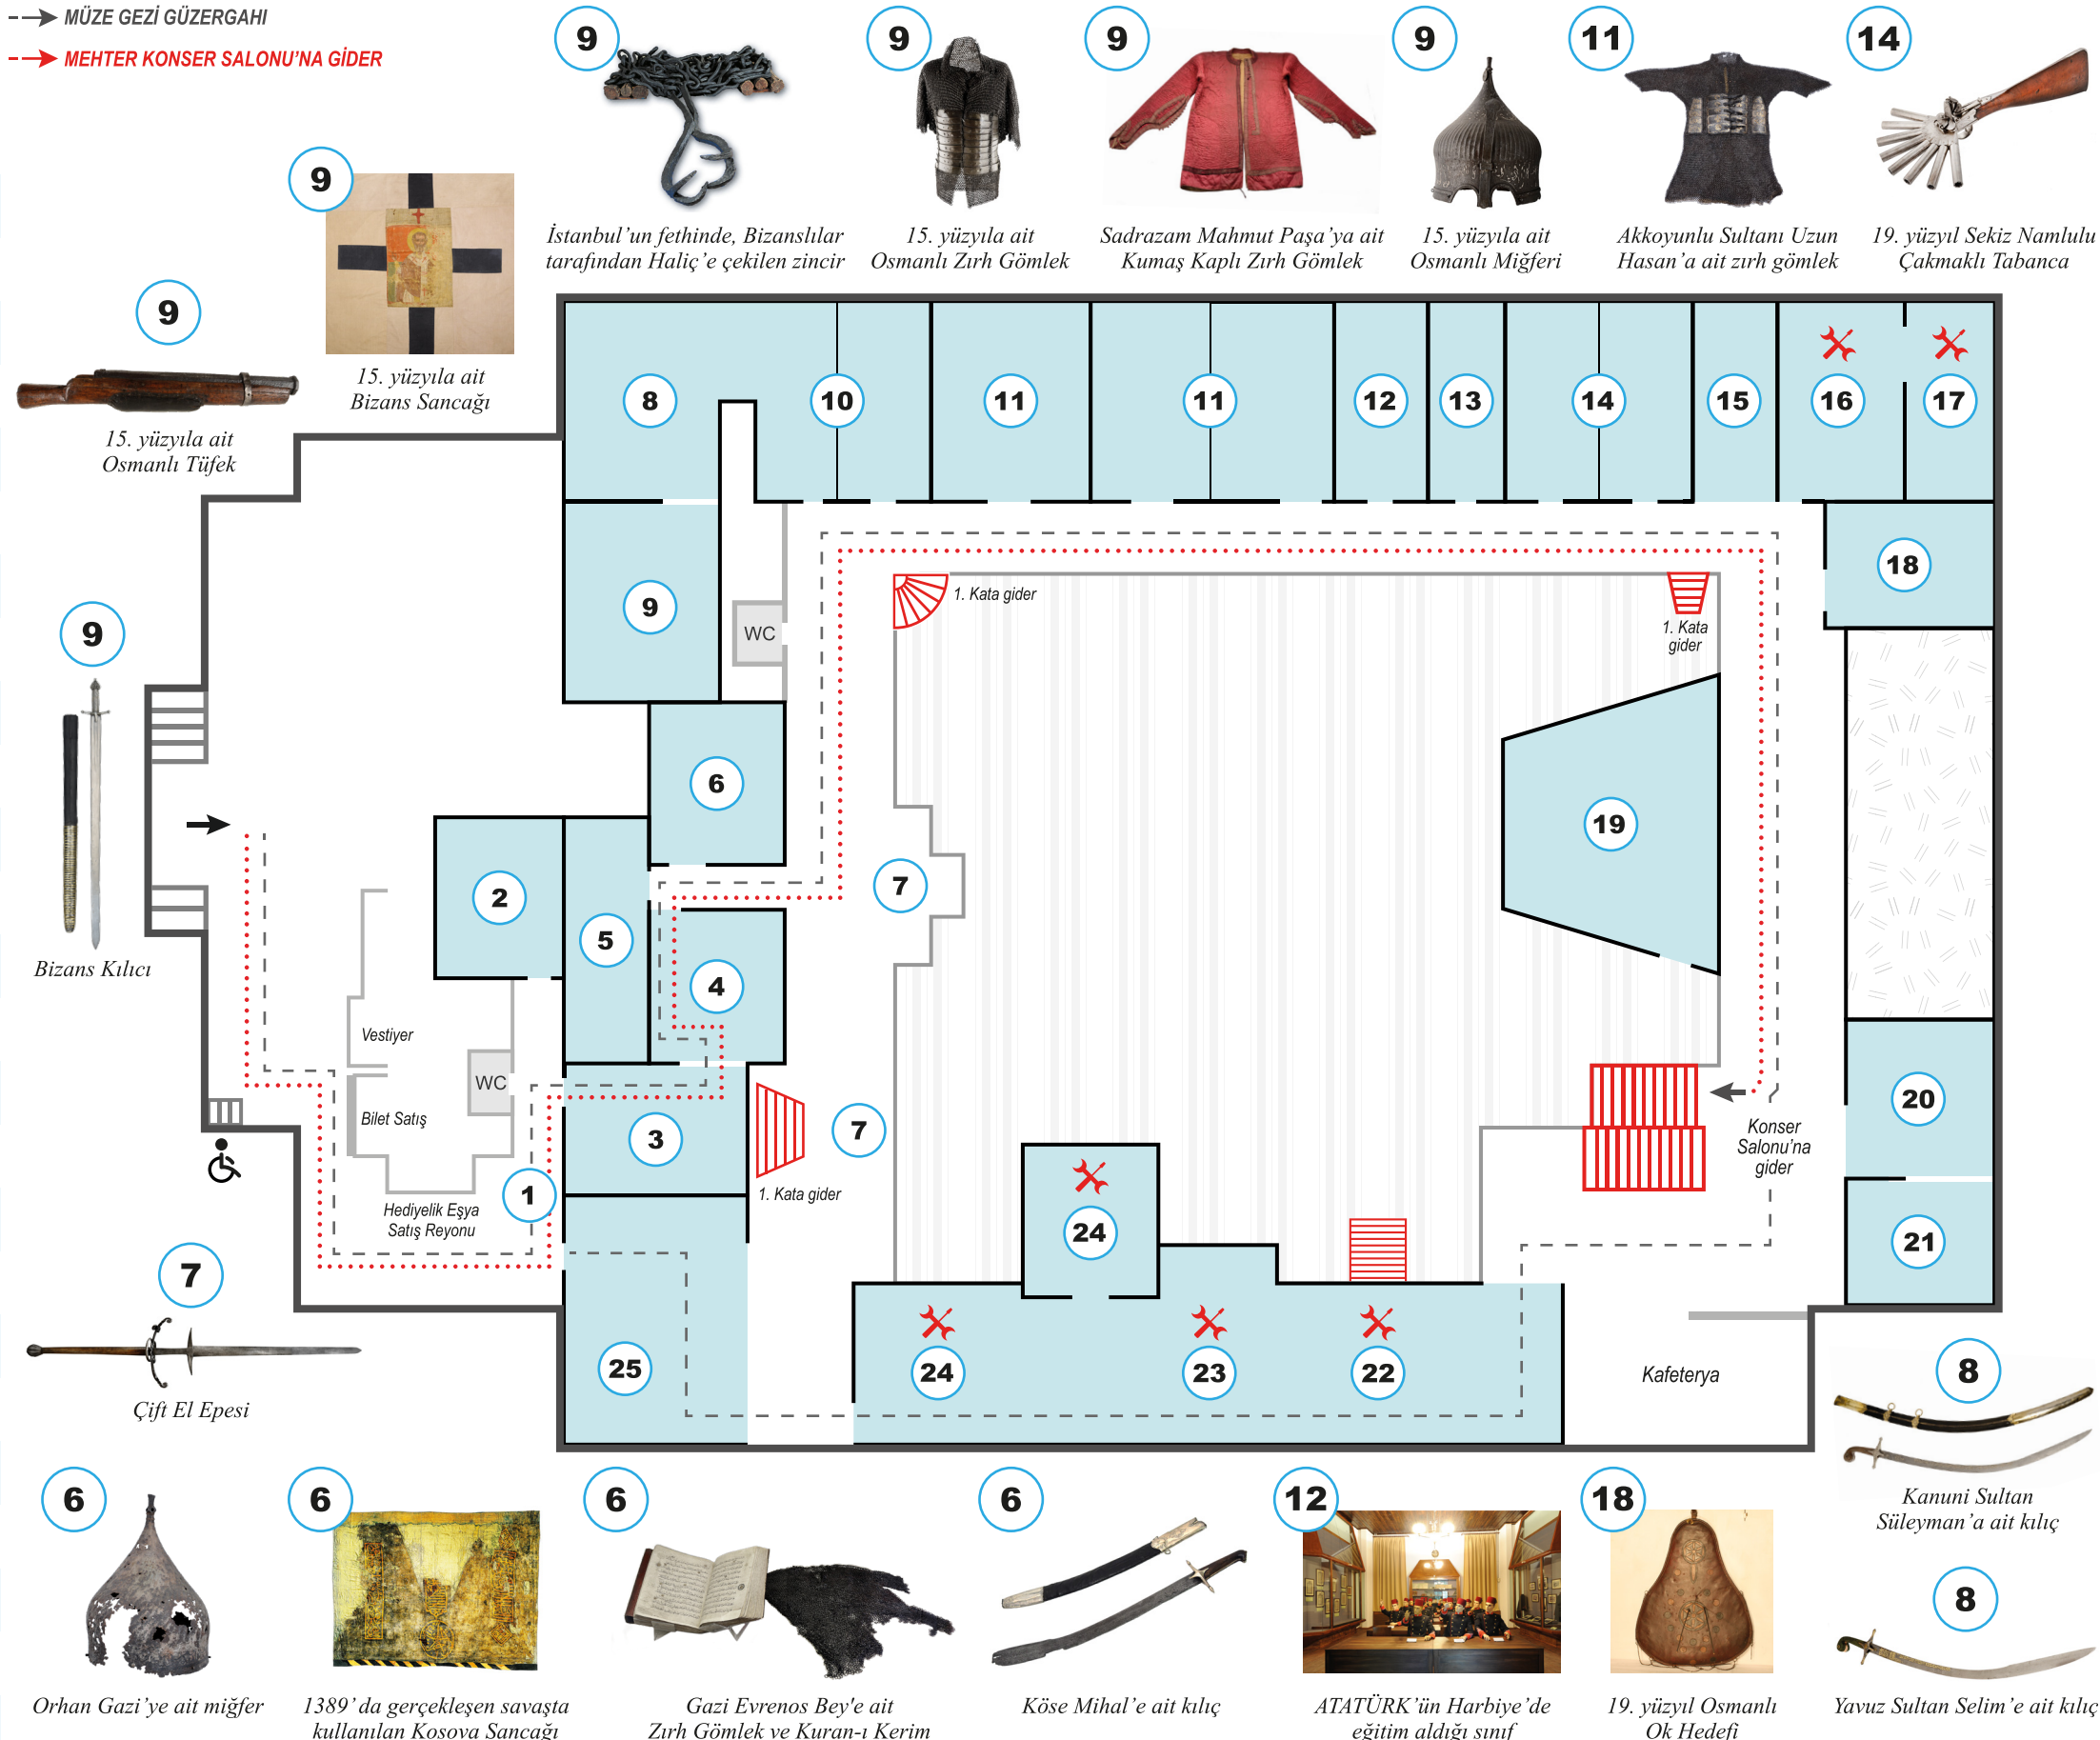 MÜZE GEZİ GÜZERGAHI
MEHTER KONSER SALONU’NA GİDER
9
İstanbul’un fethinde, Bizanslılar
tarafından Haliç’e çekilen zincir
9
15. yüzyıla ait
Osmanlı Zırh Gömlek
9
Sadrazam Mahmut Paşa’ya ait
Kumaş Kaplı Zırh Gömlek
9
15. yüzyıla ait
Osmanlı Miğferi
11
Akkoyunlu Sultanı Uzun
Hasan’a ait zırh gömlek
14
19. yüzyıl Sekiz Namlulu
Çakmaklı Tabanca
9
15. yüzyıla ait
Bizans Sancağı
9
15. yüzyıla ait
Osmanlı Tüfek
9
Bizans Kılıcı
8
10
11
11
12
13
14
15
16
17
18
9
WC
1. Kata gider
1. Kata
gider
6
19
7
2
5
4
Vestiyer
WC
Bilet Satış
3
7
1. Kata gider
1
Hediyelik Eşya
Satış Reyonu
20
Konser
Salonu’na
gider
24
21
25
24
23
22
Kafeterya
7
Çift El Epesi
8
Kanuni Sultan
Süleyman’a ait kılıç
8
Yavuz Sultan Selim’e ait kılıç
6
Orhan Gazi’ye ait miğfer
6
1389’ da gerçekleşen savaşta
kullanılan Kosova Sancağı
6
Gazi Evrenos Bey'e ait
Zırh Gömlek ve Kuran-ı Kerim
6
Köse Mihal’e ait kılıç
12
ATATÜRK’ün Harbiye’de
eğitim aldığı sınıf
18
19. yüzyıl Osmanlı
Ok Hedefi